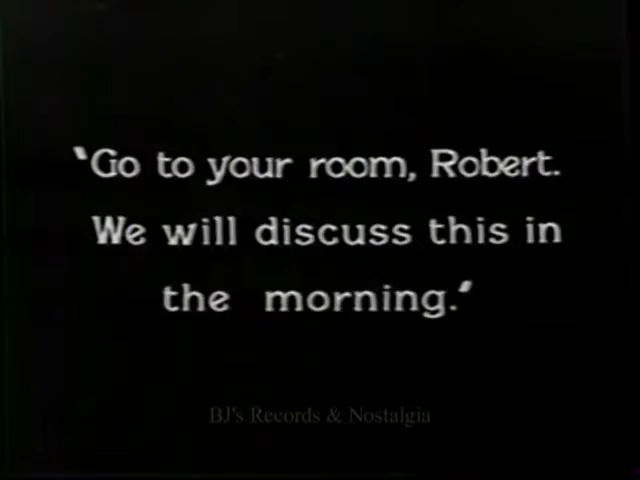 "Go to your room, Robert.
We will discuss this in
the morning."
BJ's Records & Nostalgia